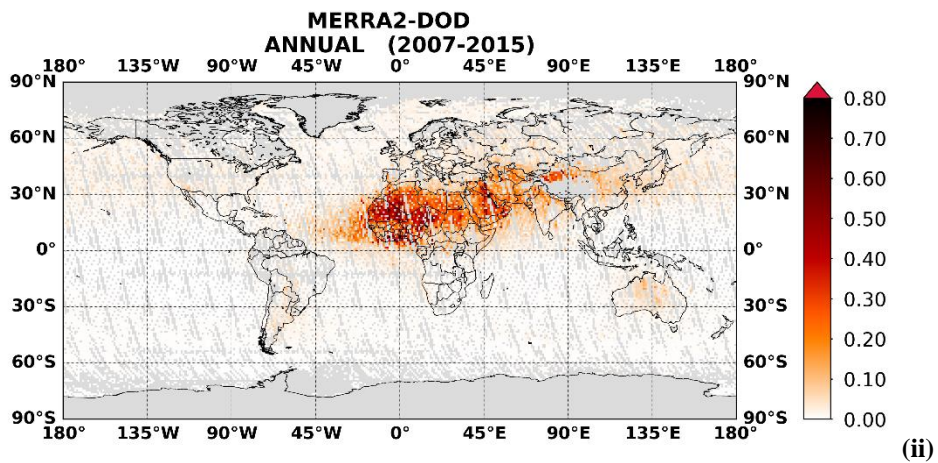 MERRA2-DOD
ANNUAL (2007-2015)
180° 135°W 90°W 45°W 0° 45°E 90°E 135°E 180°
90°N 90°N
60°N 60°N
30°N 30°N
0° 0°
30°S 30°S
60°S 60°S
90°S 90°S
180° 135°W 90°W 45°W 0° 45°E 90°E 135°E 180°
0.80
0.70
0.60
0.50
0.40
0.30
0.20
0.10
0.00
(ii)